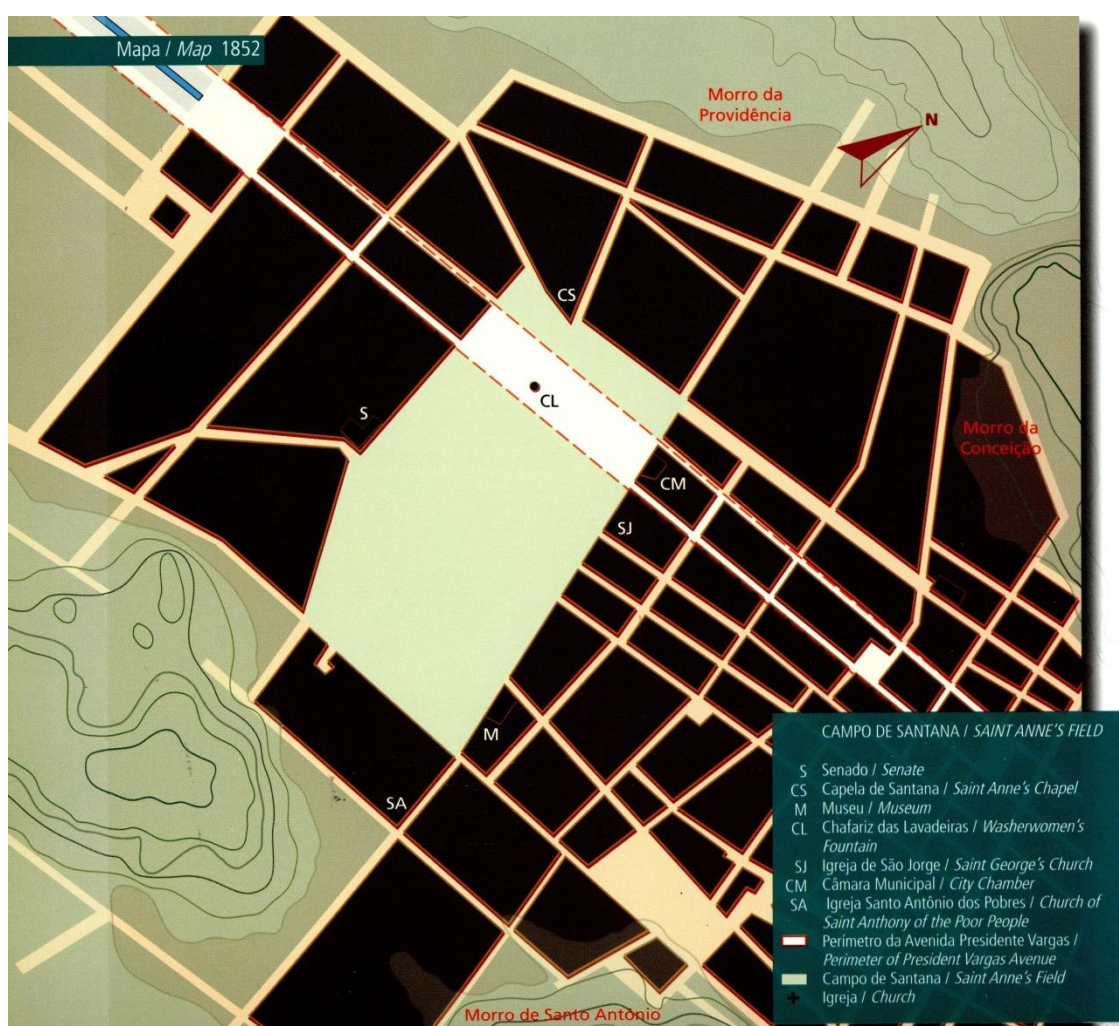 Mapa / Map 1852
Morro da
Providência
N
CS
CL
S
Morro da
Conceição
CM
SJ
M
SA
CAMPO DE SANTANA / SAINT ANNE'S FIELD
S Senado / Senate
CS Capela de Santana / Saint Anne's Chapel
M Museu / Museum
CL Chafariz das Lavadeiras / Washerwomen's
Fountain
SJ Igreja de São Jorge / Saint George's Church
CM Câmara Municipal / City Chamber
SA Igreja Santo Antônio dos Pobres / Church of
Saint Anthony of the Poor People
Perímetro da Avenida Presidente Vargas /
Perimeter of President Vargas Avenue
Campo de Santana / Saint Anne's Field
Igreja / Church
Morro de Santo Antônio